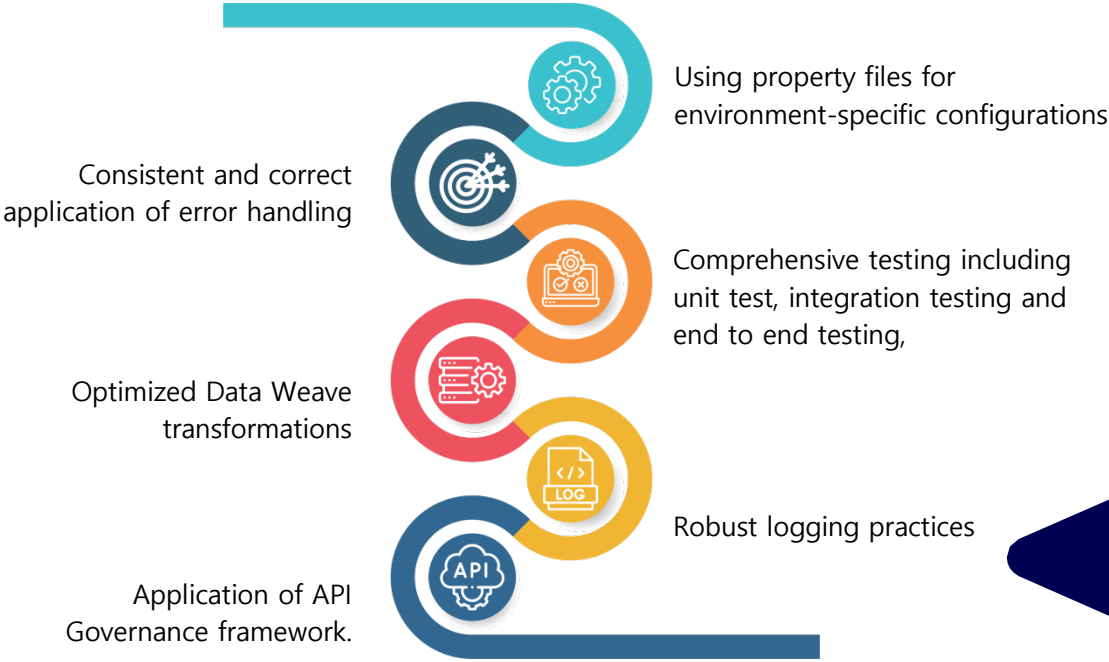 Using property files for
environment-specific configurations
Consistent and correct
application of error handling
Comprehensive testing including
unit test, integration testing and
end to end testing,
Optimized Data Weave
transformations
</>
LOG
Robust logging practices
API
Application of API
Governance framework.